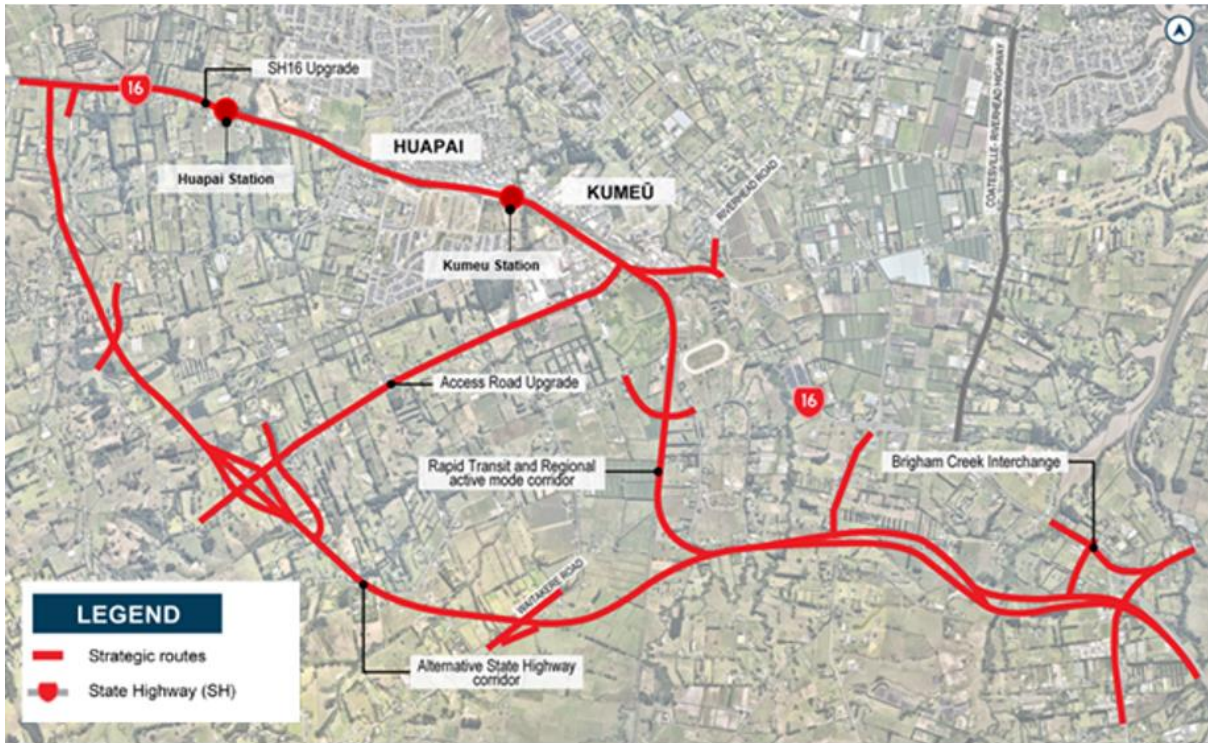 SH16 Upgrade
16
HUAPAI
Huapai Station
KUMEŪ
RIVERHEAD ROAD
COATESVILLE - RIVERHEAD HIGHWAY
Kumeu Station
Access Road Upgrade
16
Rapid Transit and Regional
active mode corridor
Brigham Creek Interchange
WAITAKERE ROAD
Alternative State Highway
corridor
LEGEND
Strategic routes
State Highway (SH)